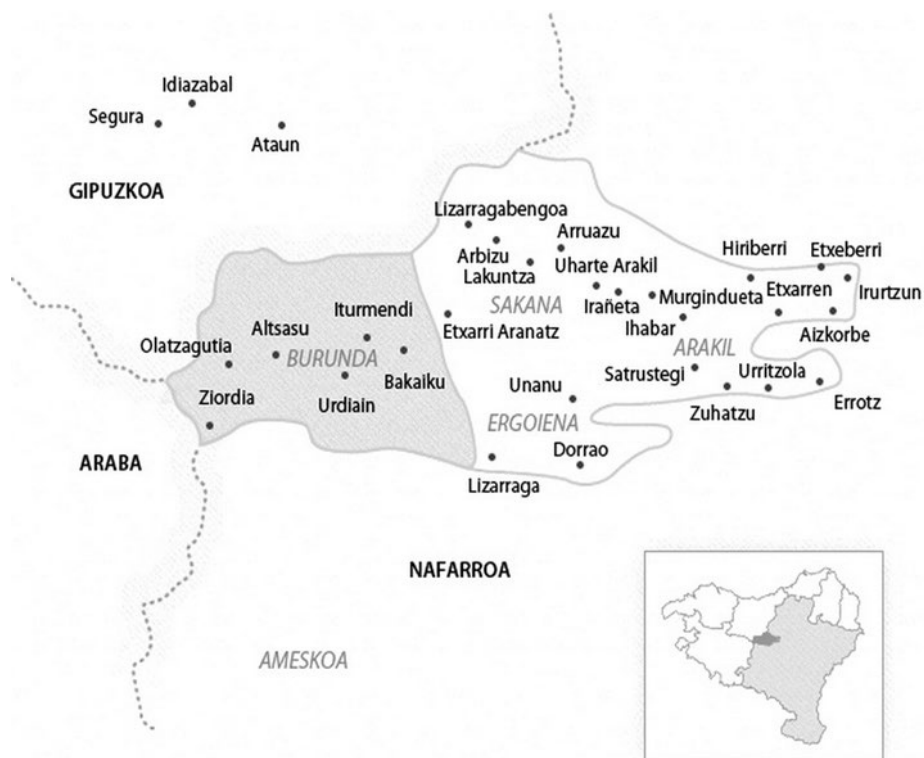 Idiazabal
Segura
Ataun
GIPUZKOA
Lizarragabengoa
Arruazu
Arbizu
Hiriberri
Etxeberri
Lakuntza
Uharte Arakil
Etxarren
Irurtzun
Murgindueta
SAKANA
Irañeta
Iturmendi
Etxarri Aranatz
Ihabar
Aizkorbe
Altsasu
Olatzagutia
BURUNDA
ARAKIL
Satrustegi
Urritzola
Bakaiku
Unanu
Ziordia
Urdiain
Zuhatzu
Errotz
ERGOIENA
Dorrao
ARABA
Lizarraga
NAFARROA
AMESKOA